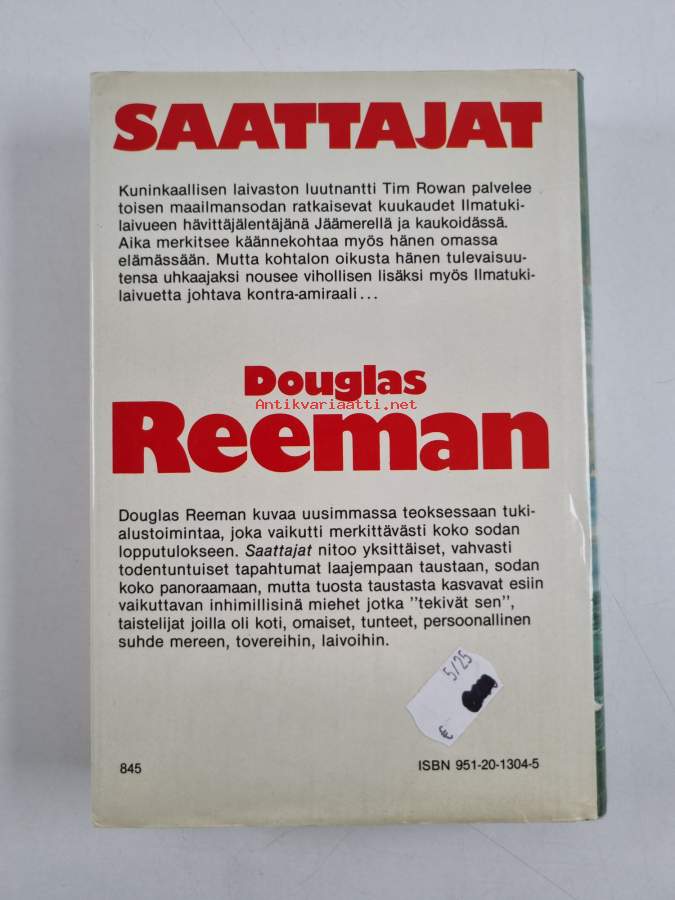 SAATTAJAT
Kuninkaallisen laivaston luutnantti Tim Rowan palvelee
toisen maailmansodan ratkaisevat kuukaudet Ilmatuki-
laivueen hävittäjälentäjänä Jäämerellä ja kaukoidässä.
Aika merkitsee käännekohtaa myös hänen omassa
elämässään. Mutta kohtalon oikusta hänen tulevaisuu-
tensa uhkaajaksi nousee vihollisen lisäksi myös Ilmatuki-
laivuetta johtava kontra-amiraali...
Douglas
Antikvariaatti.net
Reeman
Douglas Reeman kuvaa uusimmassa teoksessaan tuki-
alustoimintaa, joka vaikutti merkittävästi koko sodan
lopputulokseen. Saattajat nitoo yksittäiset, vahvasti
todentuntuiset tapahtumat laajempaan taustaan, sodan
koko panoraamaan, mutta tuosta taustasta kasvavat esiin
vaikuttavan inhimillisinä miehet jotka ”tekivät sen”,
taistelijat joilla oli koti, omaiset, tunteet, persoonallinen
suhde mereen, tovereihin, laivoihin.
5/25
€
845
ISBN 951-20-1304-5